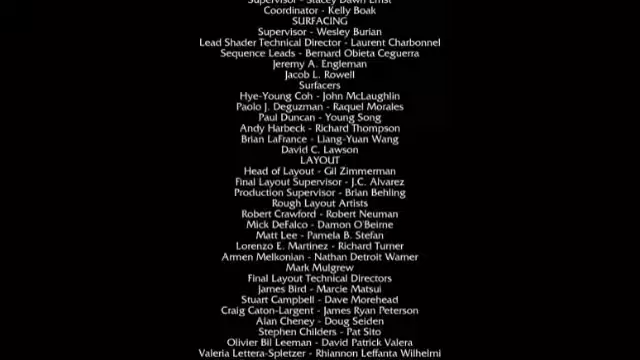 Supervisor - Stacey Dawn Ernst
Coordinator - Kelly Boak
SURFACING
Supervisor - Wesley Burian
Lead Shader Technical Director - Laurent Charbonnel
Sequence Leads - Bernard Obieta Ceguerra
Jeremy A. Engleman
Jacob L. Rowell
Surfacers
Hye-Young Coh - John McLaughlin
Paolo J. Deguzman - Raquel Morales
Paul Duncan - Young Song
Andy Harbeck - Richard Thompson
Brian LaFrance - Liang-Yuan Wang
David C. Lawson
LAYOUT
Head of Layout - Gil Zimmerman
Final Layout Supervisor - J.C. Alvarez
Production Supervisor - Brian Behling
Rough Layout Artists
Robert Crawford - Robert Neuman
Mick DeFalco - Damon O'Beirne
Matt Lee - Pamela B. Stefan
Lorenzo E. Martinez - Richard Turner
Armen Melkonian - Nathan Detroit Warner
Mark Mulgrew
Final Layout Technical Directors
James Bird - Marcie Matsui
Stuart Campbell - Dave Morehead
Craig Caton-Largent - James Ryan Peterson
Alan Cheney - Doug Seiden
Stephen Childers - Pat Sito
Olivier Bil Leeman - David Patrick Valera
Valeria Lettera-Spletzer - Rhiannon Leffanta Wilhelmi